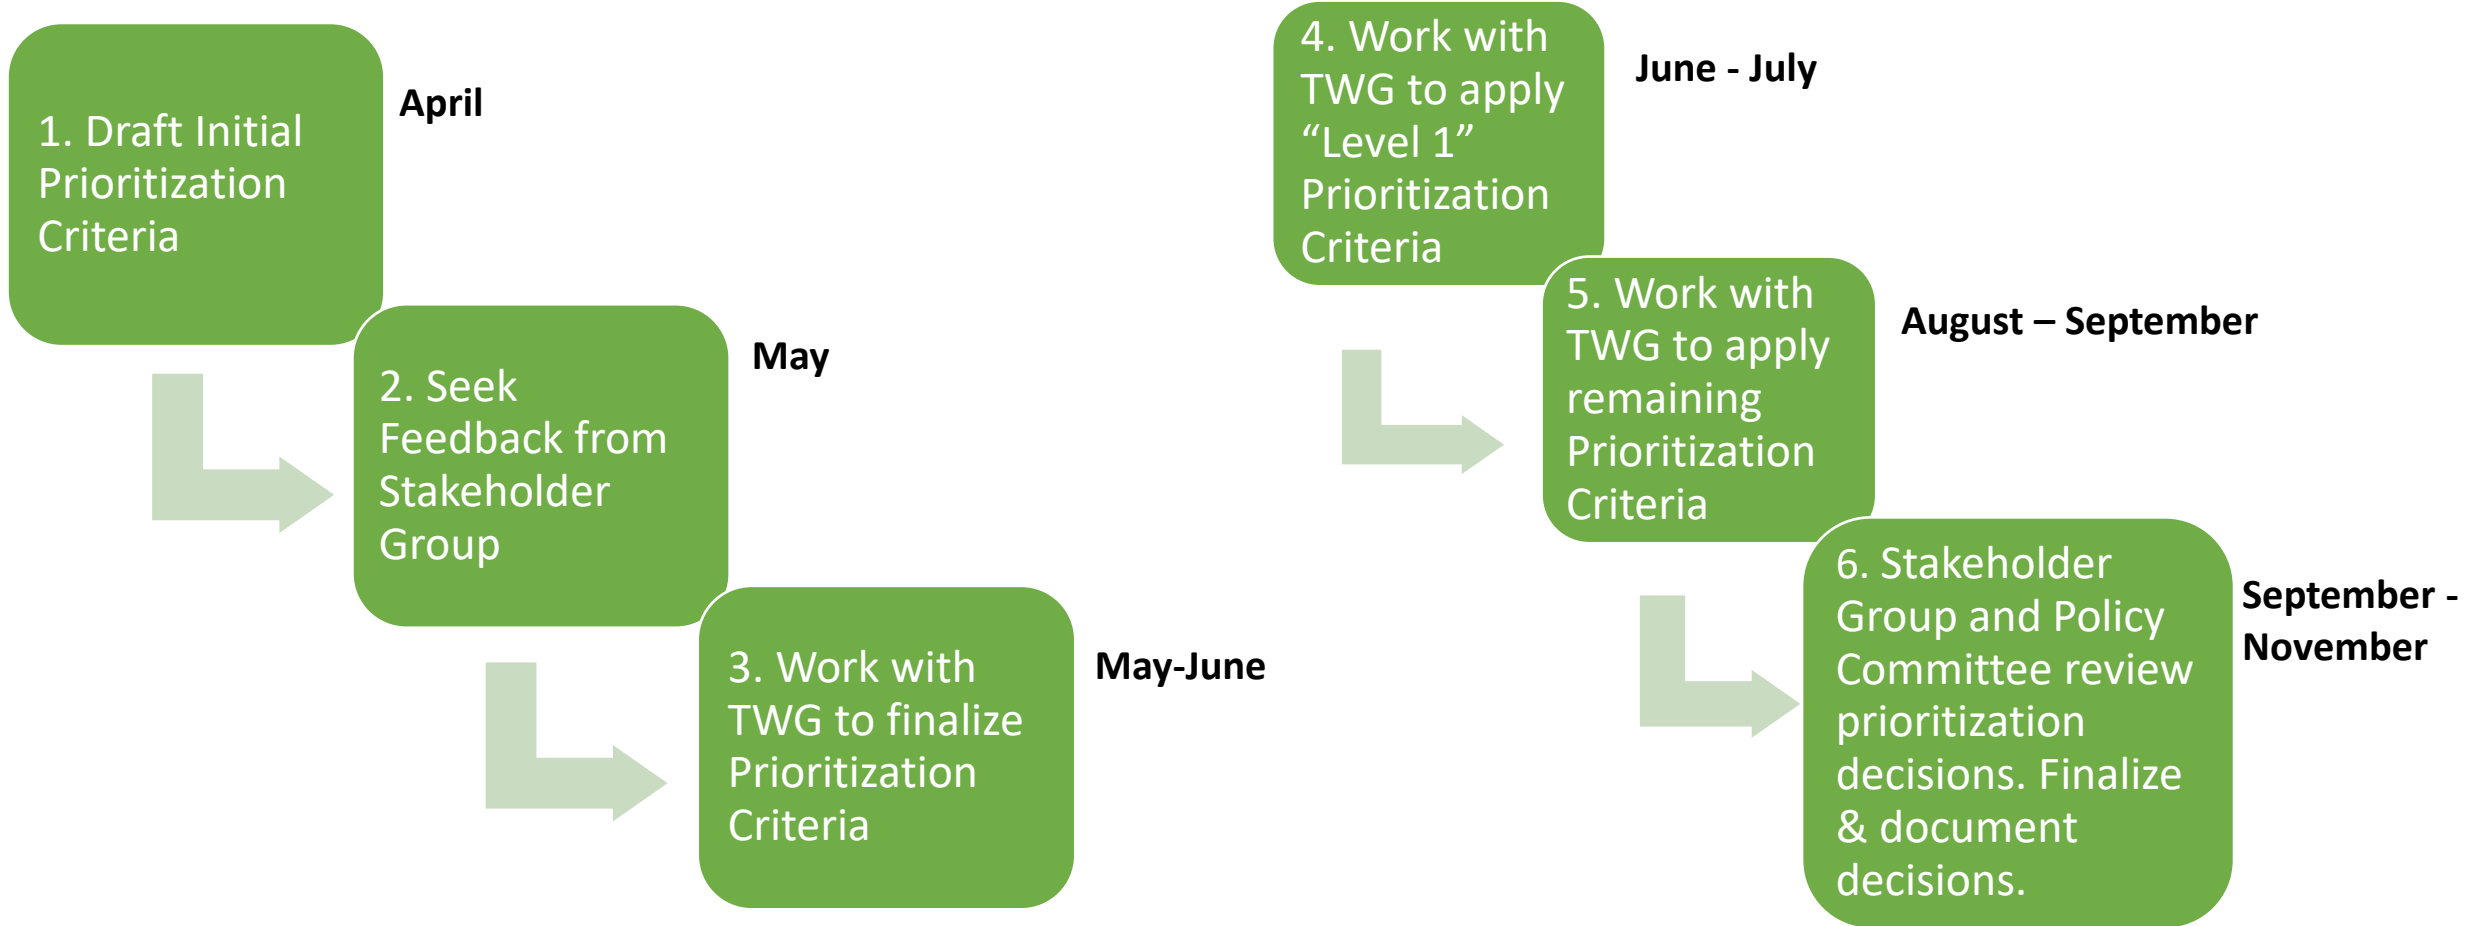 1. Draft Initial
Prioritization
Criteria
April
2. Seek
Feedback from
Stakeholder
Group
May
3. Work with
TWG to finalize
Prioritization
Criteria
May-June
4. Work with
TWG to apply
“Level 1”
Prioritization
Criteria
June - July
5. Work with
TWG to apply
remaining
Prioritization
Criteria
August – September
6. Stakeholder
Group and Policy
Committee review
prioritization
decisions. Finalize
& document
decisions.
September -
November